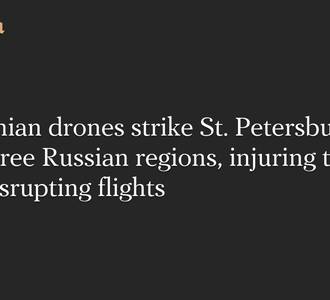 nian drones strike St. Petersbu
ree Russian regions, injuring t
srupting flights